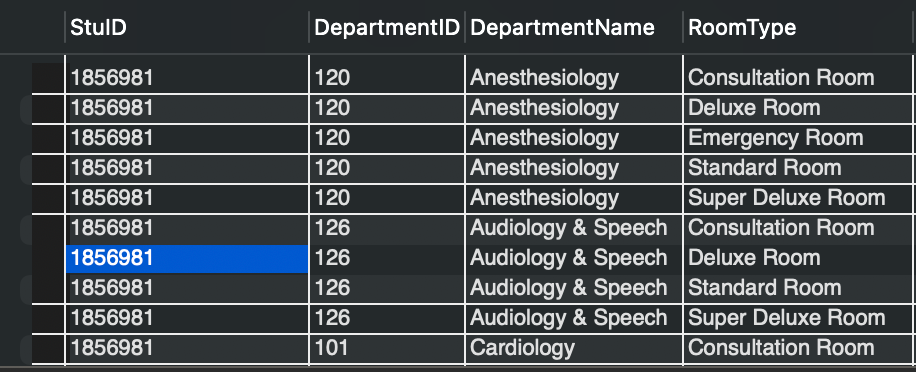 StuID DepartmentID DepartmentName RoomType
1856981 120 Anesthesiology Consultation Room
1856981 120 Anesthesiology Deluxe Room
1856981 120 Anesthesiology Emergency Room
1856981 120 Anesthesiology Standard Room
1856981 120 Anesthesiology Super Deluxe Room
1856981 126 Audiology & Speech Consultation Room
1856981 126 Audiology & Speech Deluxe Room
1856981 126 Audiology & Speech Standard Room
1856981 126 Audiology & Speech Super Deluxe Room
1856981 101 Cardiology Consultation Room